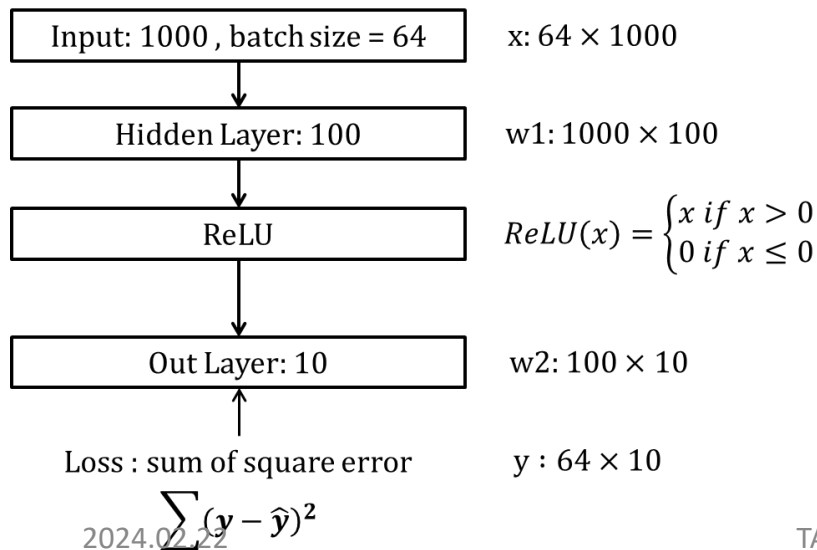 Input: 1000 , batch size = 64
x: 64 × 1000
Hidden Layer: 100
w1: 1000 × 100
ReLU
ReLU(x) = {x if x > 0
0 if x ≤ 0
Out Layer: 10
w2: 100 × 10
Loss : sum of square error
y : 64 × 10
∑(y − ŷ)²
2024.02.22
TA